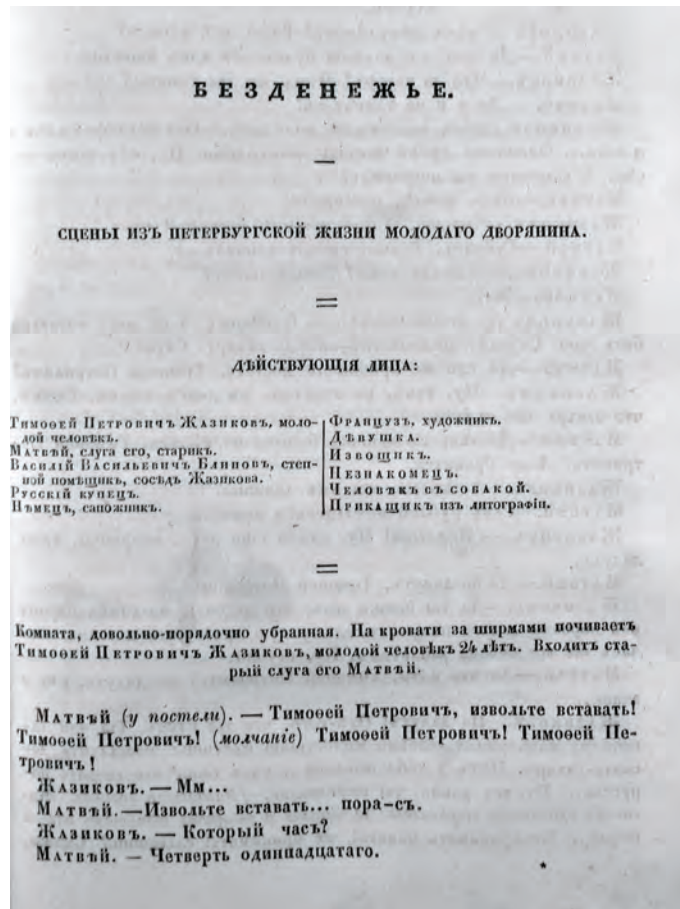 БЕЗДЕНЕЖЬЕ.
СЦЕНЫ ИЗЪ ПЕТЕРБУРГСКОЙ ЖИЗНИ МОЛОДАГО ДВОРЯНИНА.
ДѢЙСТВУЮЩІЯ ЛИЦА:
Тимоѳей Петровичъ Жазиковъ, моло-
дой человѣкъ.
Матвѣй, слуга его, старикъ.
Василій Васильевичъ Блиновъ, степ-
ной помѣщикъ, сосѣдъ Жазикова.
Русскій купецъ.
Нѣмецъ, сапожникъ.
Французъ, художникъ.
Дѣвушка.
Извощикъ.
Незнакомецъ.
Человѣкъ съ собакой.
Прикащикъ изъ литографіи.
Комната, довольно-порядочно убранная. На кровати за ширмами почиваетъ
Тимоѳей Петровичъ Жазиковъ, молодой человѣкъ 24 лѣтъ. Входитъ ста-
рый слуга его Матвѣй.
Матвѣй (у постели). — Тимоѳей Петровичъ, извольте вставать!
Тимоѳей Петровичъ! (молчаніе) Тимоѳей Петровичъ! Тимоѳей Пе-
тровичъ!
Жазиковъ. — Мм...
Матвѣй. — Извольте вставать... пора-съ.
Жазиковъ. — Который часъ?
Матвѣй. — Четверть одиннадцатаго.
*